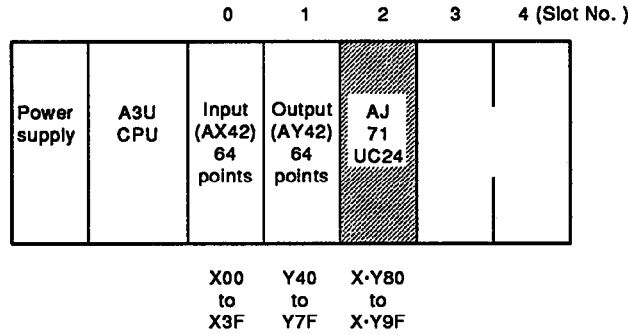 0 1 2 3 4 (Slot No. )
Power
supply
A3U
CPU
Input
(AX42)
64
points
Output
(AY42)
64
points
AJ
71
UC24
X00
to
X3F
Y40
to
Y7F
X·Y80
to
X·Y9F